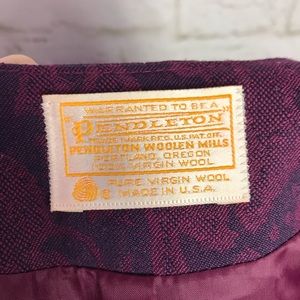 WARRANTED TO BE A
"PENDLETON"
TRADE MARK REG. U.S. PAT. OFF.
PENDLETON WOOLEN MILLS
PORTLAND, OREGON
100% VIRGIN WOOL
PURE VIRGIN WOOL
MADE IN U.S.A.